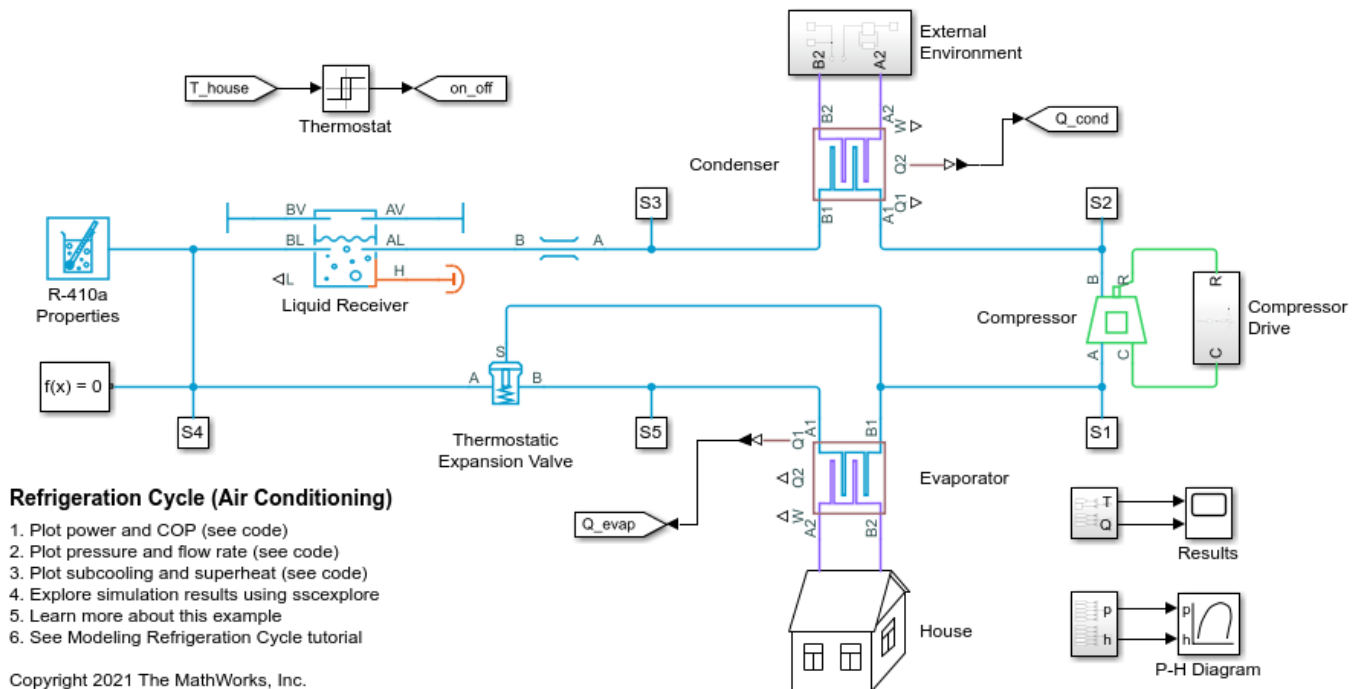 External
Environment
B2
A2
T_house
on_off
Thermostat
B2
A2
W
Q_cond
Condenser
Q2
Q1
B1
A1
S3
S2
BV
AV
BL
AL
B
A
L
H
R-410a
Properties
Liquid Receiver
B
R
R
Compressor
Compressor
Drive
A
C
C
S
f(x) = 0
A
B
S4
S5
S1
Thermostatic
Expansion Valve
A1
B1
Q1
Q2
W
A2
B2
Evaporator
Q_evap
T
Q
Results
Refrigeration Cycle (Air Conditioning)
1. Plot power and COP (see code)
2. Plot pressure and flow rate (see code)
3. Plot subcooling and superheat (see code)
4. Explore simulation results using sscexplore
5. Learn more about this example
6. See Modeling Refrigeration Cycle tutorial
House
p
h
p
h
P-H Diagram
Copyright 2021 The MathWorks, Inc.